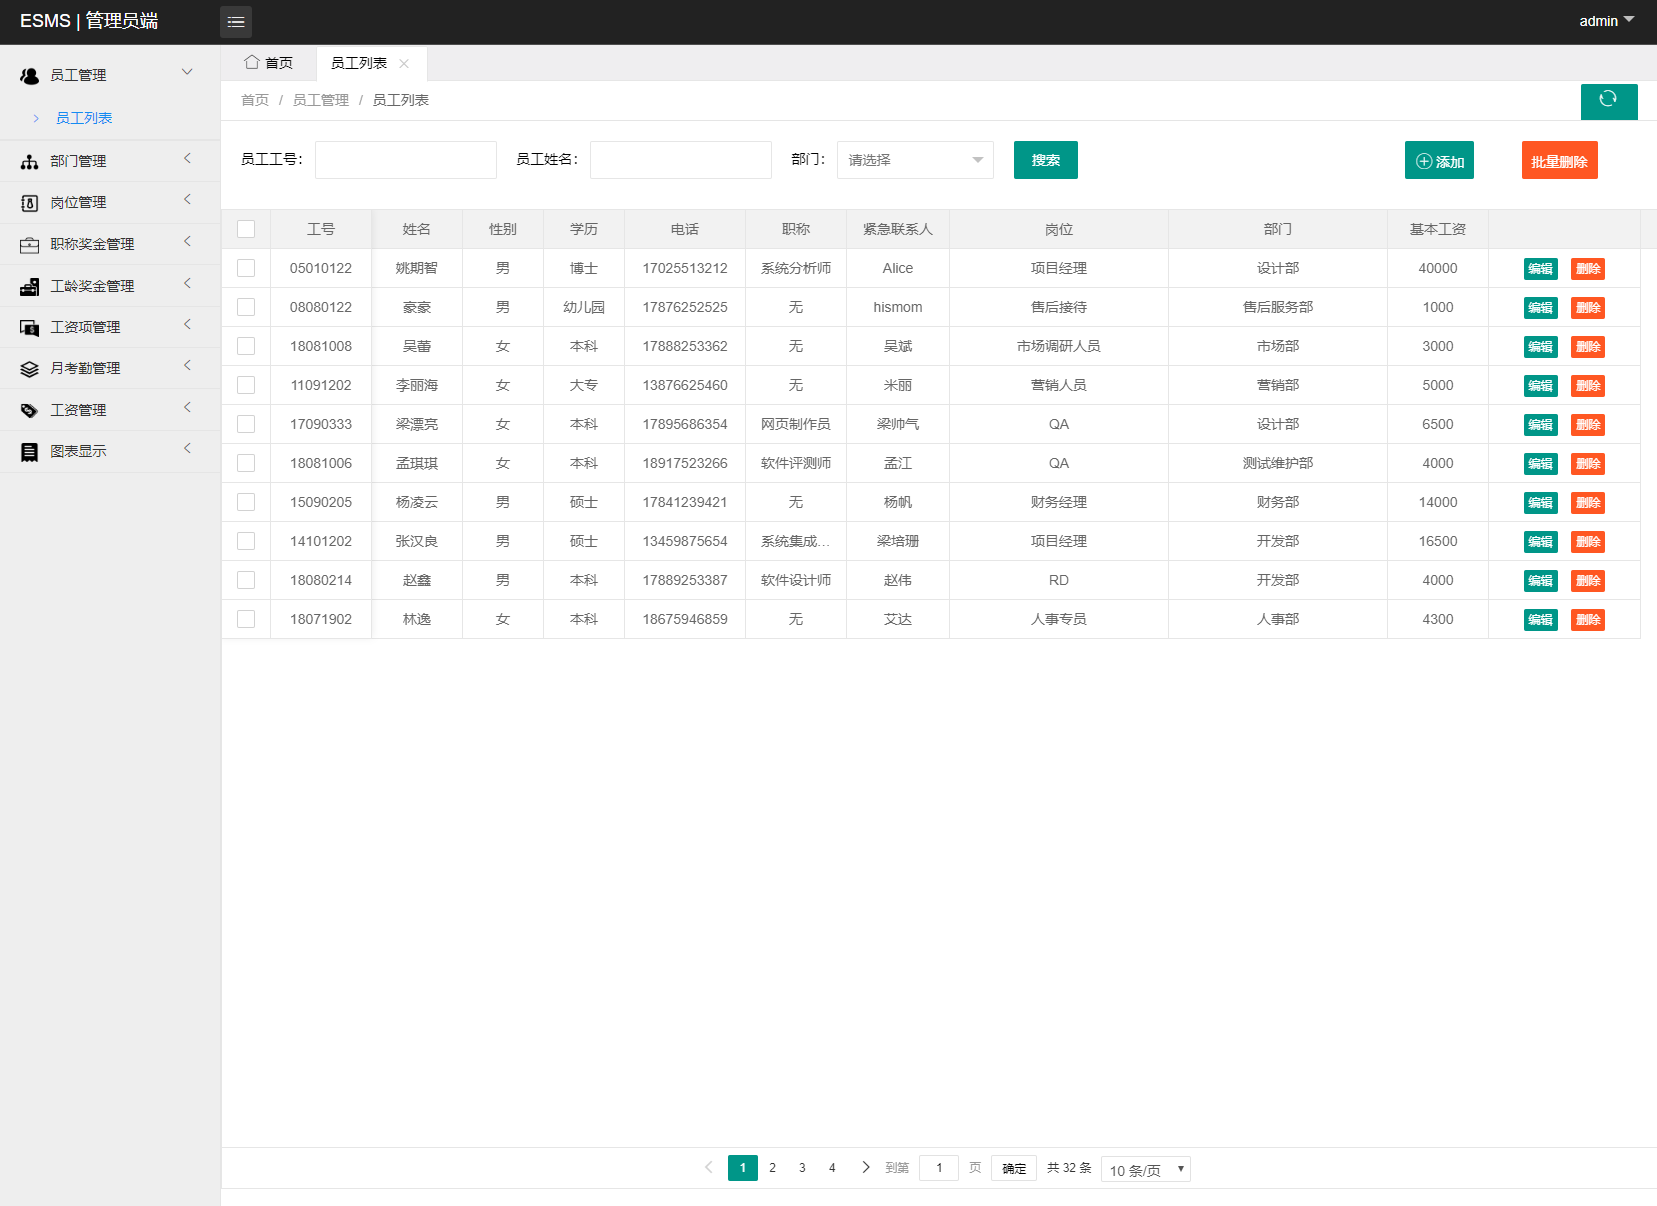 ESMS | 管理员端
admin
员工管理
员工列表
部门管理
岗位管理
职称奖金管理
工龄奖金管理
工资项管理
月考勤管理
工资管理
图表显示
首页 员工列表
首页 / 员工管理 / 员工列表
员工工号： 员工姓名： 部门： 请选择 搜索 添加 批量删除
工号 姓名 性别 学历 电话 职称 紧急联系人 岗位 部门 基本工资
05010122 姚期智 男 博士 17025513212 系统分析师 Alice 项目经理 设计部 40000 编辑 删除
08080122 豪豪 男 幼儿园 17876252525 无 hismom 售后接待 售后服务部 1000 编辑 删除
18081008 吴蕾 女 本科 17888253362 无 吴斌 市场调研人员 市场部 3000 编辑 删除
11091202 李丽海 女 大专 13876625460 无 米丽 营销人员 营销部 5000 编辑 删除
17090333 梁漂亮 女 本科 17895686354 网页制作员 梁帅气 QA 设计部 6500 编辑 删除
18081006 孟琪琪 女 本科 18917523266 软件评测师 孟江 QA 测试维护部 4000 编辑 删除
15090205 杨凌云 男 硕士 17841239421 无 杨帆 财务经理 财务部 14000 编辑 删除
14101202 张汉良 男 硕士 13459875654 系统集成... 梁培珊 项目经理 开发部 16500 编辑 删除
18080214 赵鑫 男 本科 17889253387 软件设计师 赵伟 RD 开发部 4000 编辑 删除
18071902 林逸 女 本科 18675946859 无 艾达 人事专员 人事部 4300 编辑 删除
1 2 3 4 到第 1 页 确定 共 32 条 10 条/页